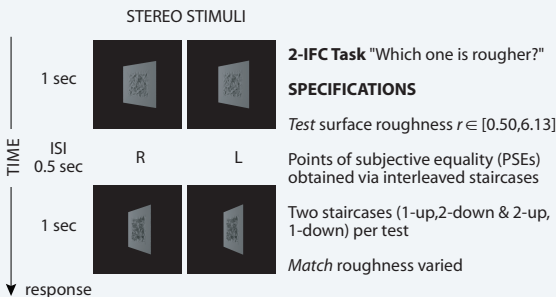 STEREO STIMULI
1 sec
ISI
0.5 sec
R
L
1 sec
TIME
response
2-IFC Task "Which one is rougher?"
SPECIFICATIONS
Test surface roughness r ∈ [0.50,6.13]
Points of subjective equality (PSEs)
obtained via interleaved staircases
Two staircases (1-up,2-down & 2-up,
1-down) per test
Match roughness varied